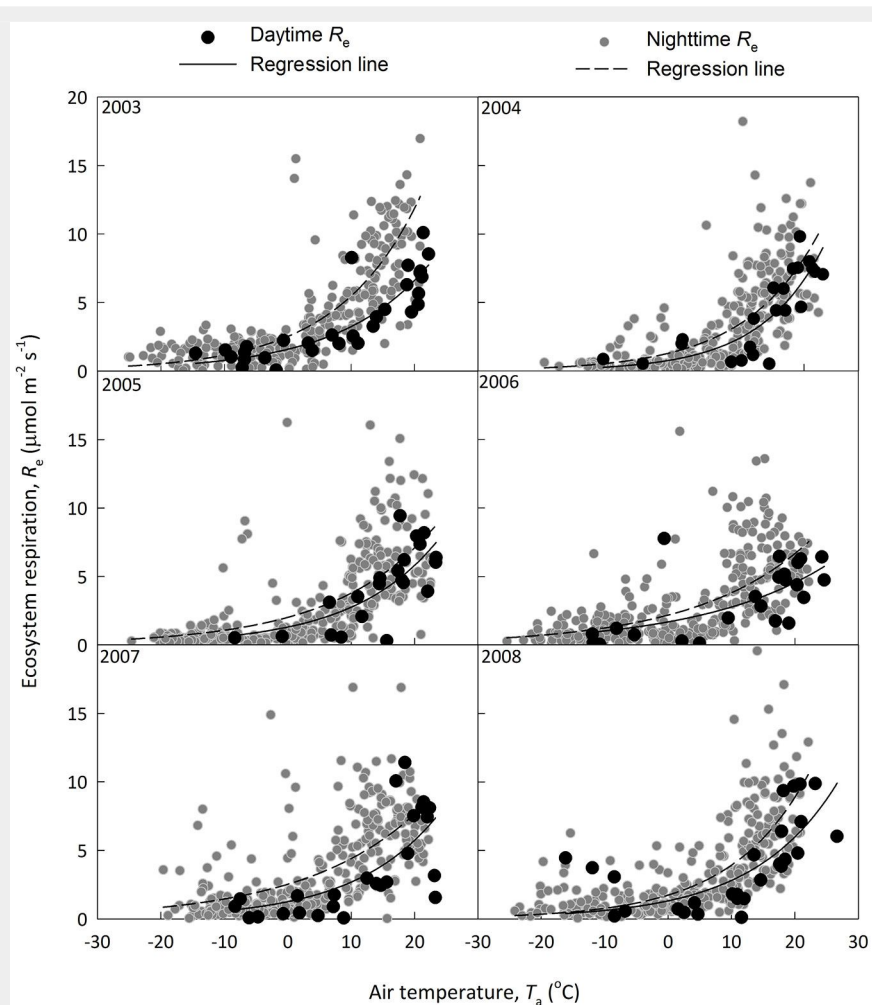 Daytime Re
Nighttime Re
Regression line
Regression line
2003
2004
20
15
10
5
0
2005
2006
15
10
5
0
2007
2008
15
10
5
0
-30 -20 -10 0 10 20 -30 -20 -10 0 10 20 30
Ecosystem respiration, Re (μmol m-2 s-1)
Air temperature, Ta (oC)